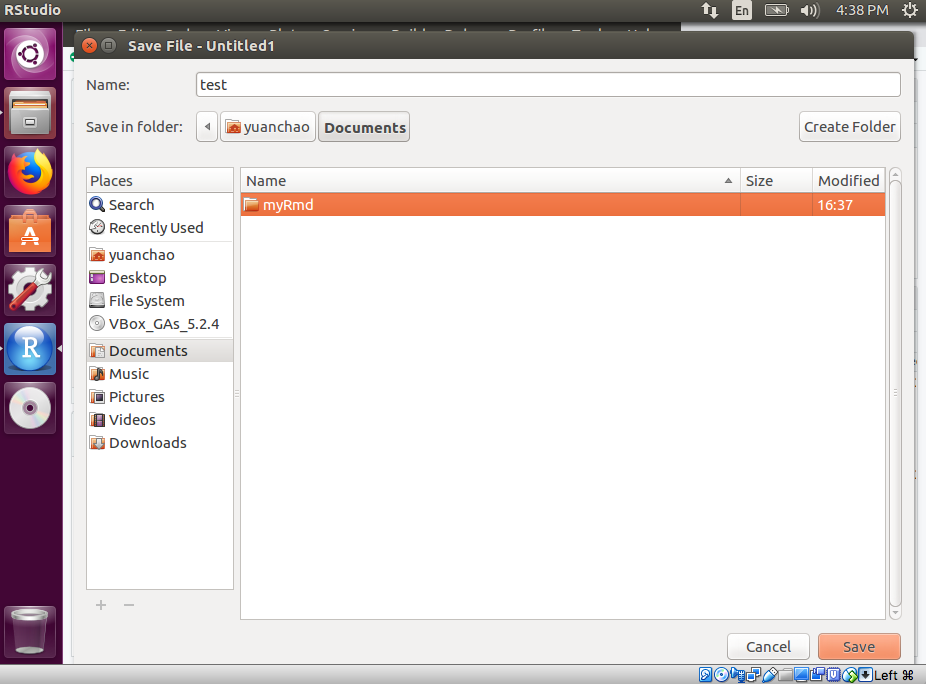 RStudio
En
4:38 PM
Save File - Untitled1
Name:
test
Save in folder:
yuanchao
Documents
Create Folder
Places
Search
Recently Used
yuanchao
Desktop
File System
VBox_GAs_5.2.4
Documents
Music
Pictures
Videos
Downloads
Name
Size
Modified
myRmd
16:37
Cancel
Save
Left ⌘